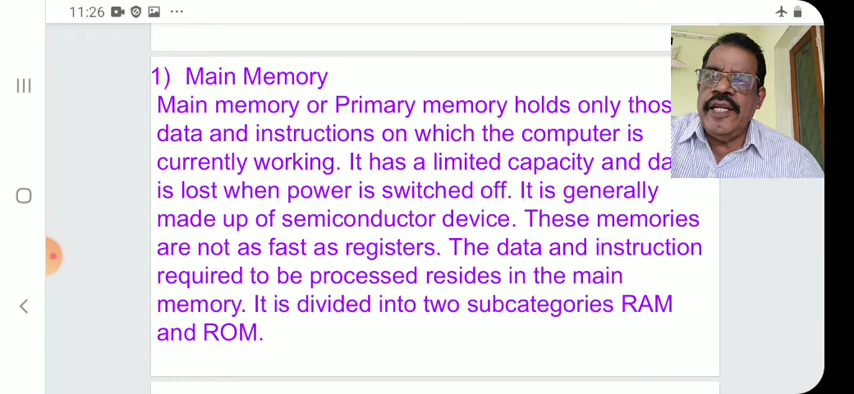 11:26
1) Main Memory
Main memory or Primary memory holds only thos
data and instructions on which the computer is
currently working. It has a limited capacity and da
is lost when power is switched off. It is generally
made up of semiconductor device. These memories
are not as fast as registers. The data and instruction
required to be processed resides in the main
memory. It is divided into two subcategories RAM
and ROM.